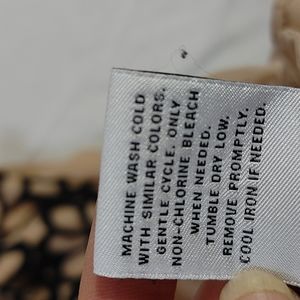 MACHINE WASH COLD
WITH SIMILAR COLORS.
GENTLE CYCLE. ONLY
NON-CHLORINE BLEACH
WHEN NEEDED.
TUMBLE DRY LOW.
REMOVE PROMPTLY.
COOL IRON IF NEEDED.